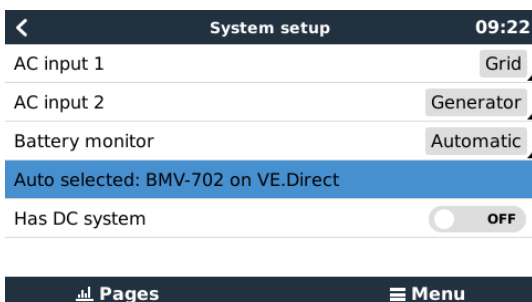 System setup 09:22
AC input 1 Grid
AC input 2 Generator
Battery monitor Automatic
Auto selected: BMV-702 on VE.Direct
Has DC system OFF
Pages Menu